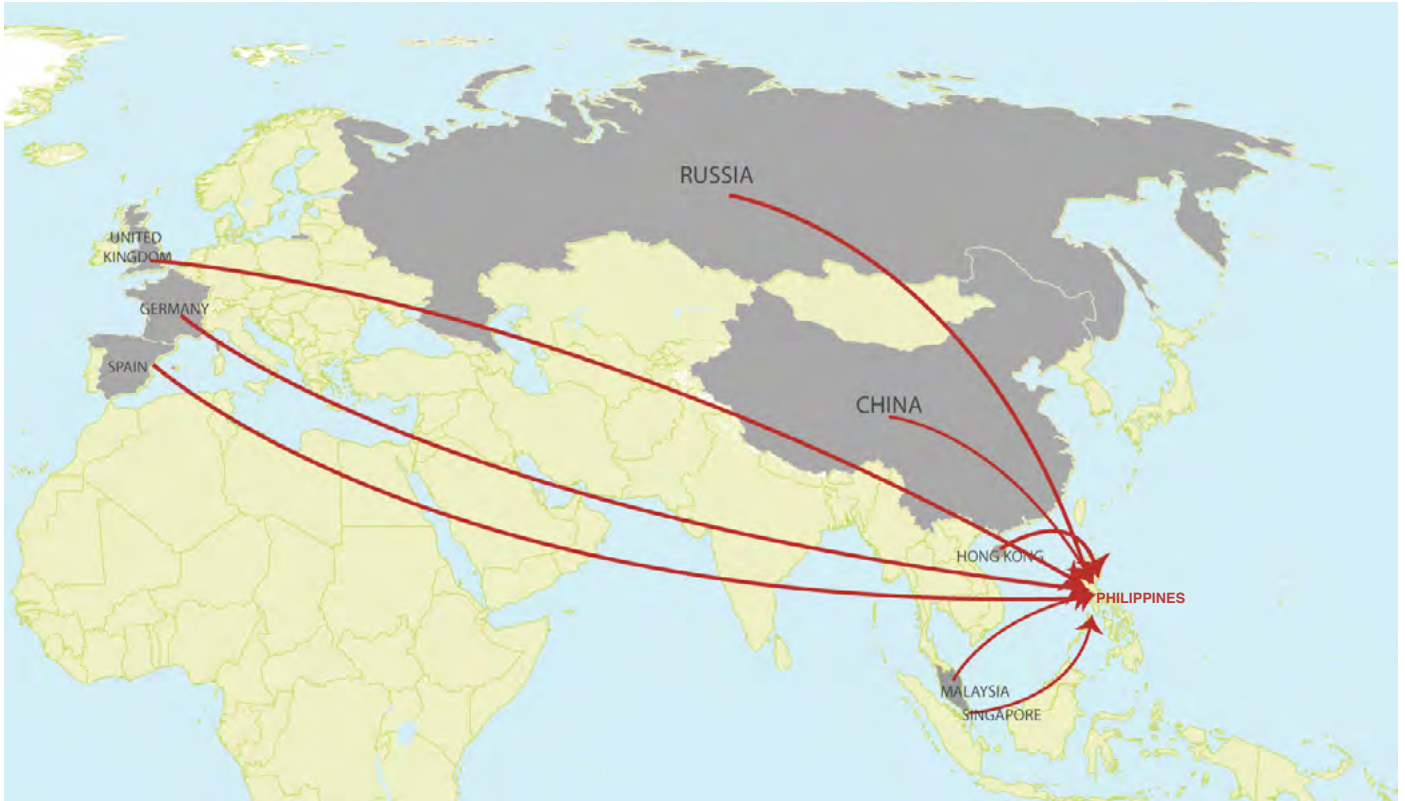 RUSSIA
UNITED
KINGDOM
GERMANY
SPAIN
CHINA
HONG KONG
PHILIPPINES
MALAYSIA
SINGAPORE